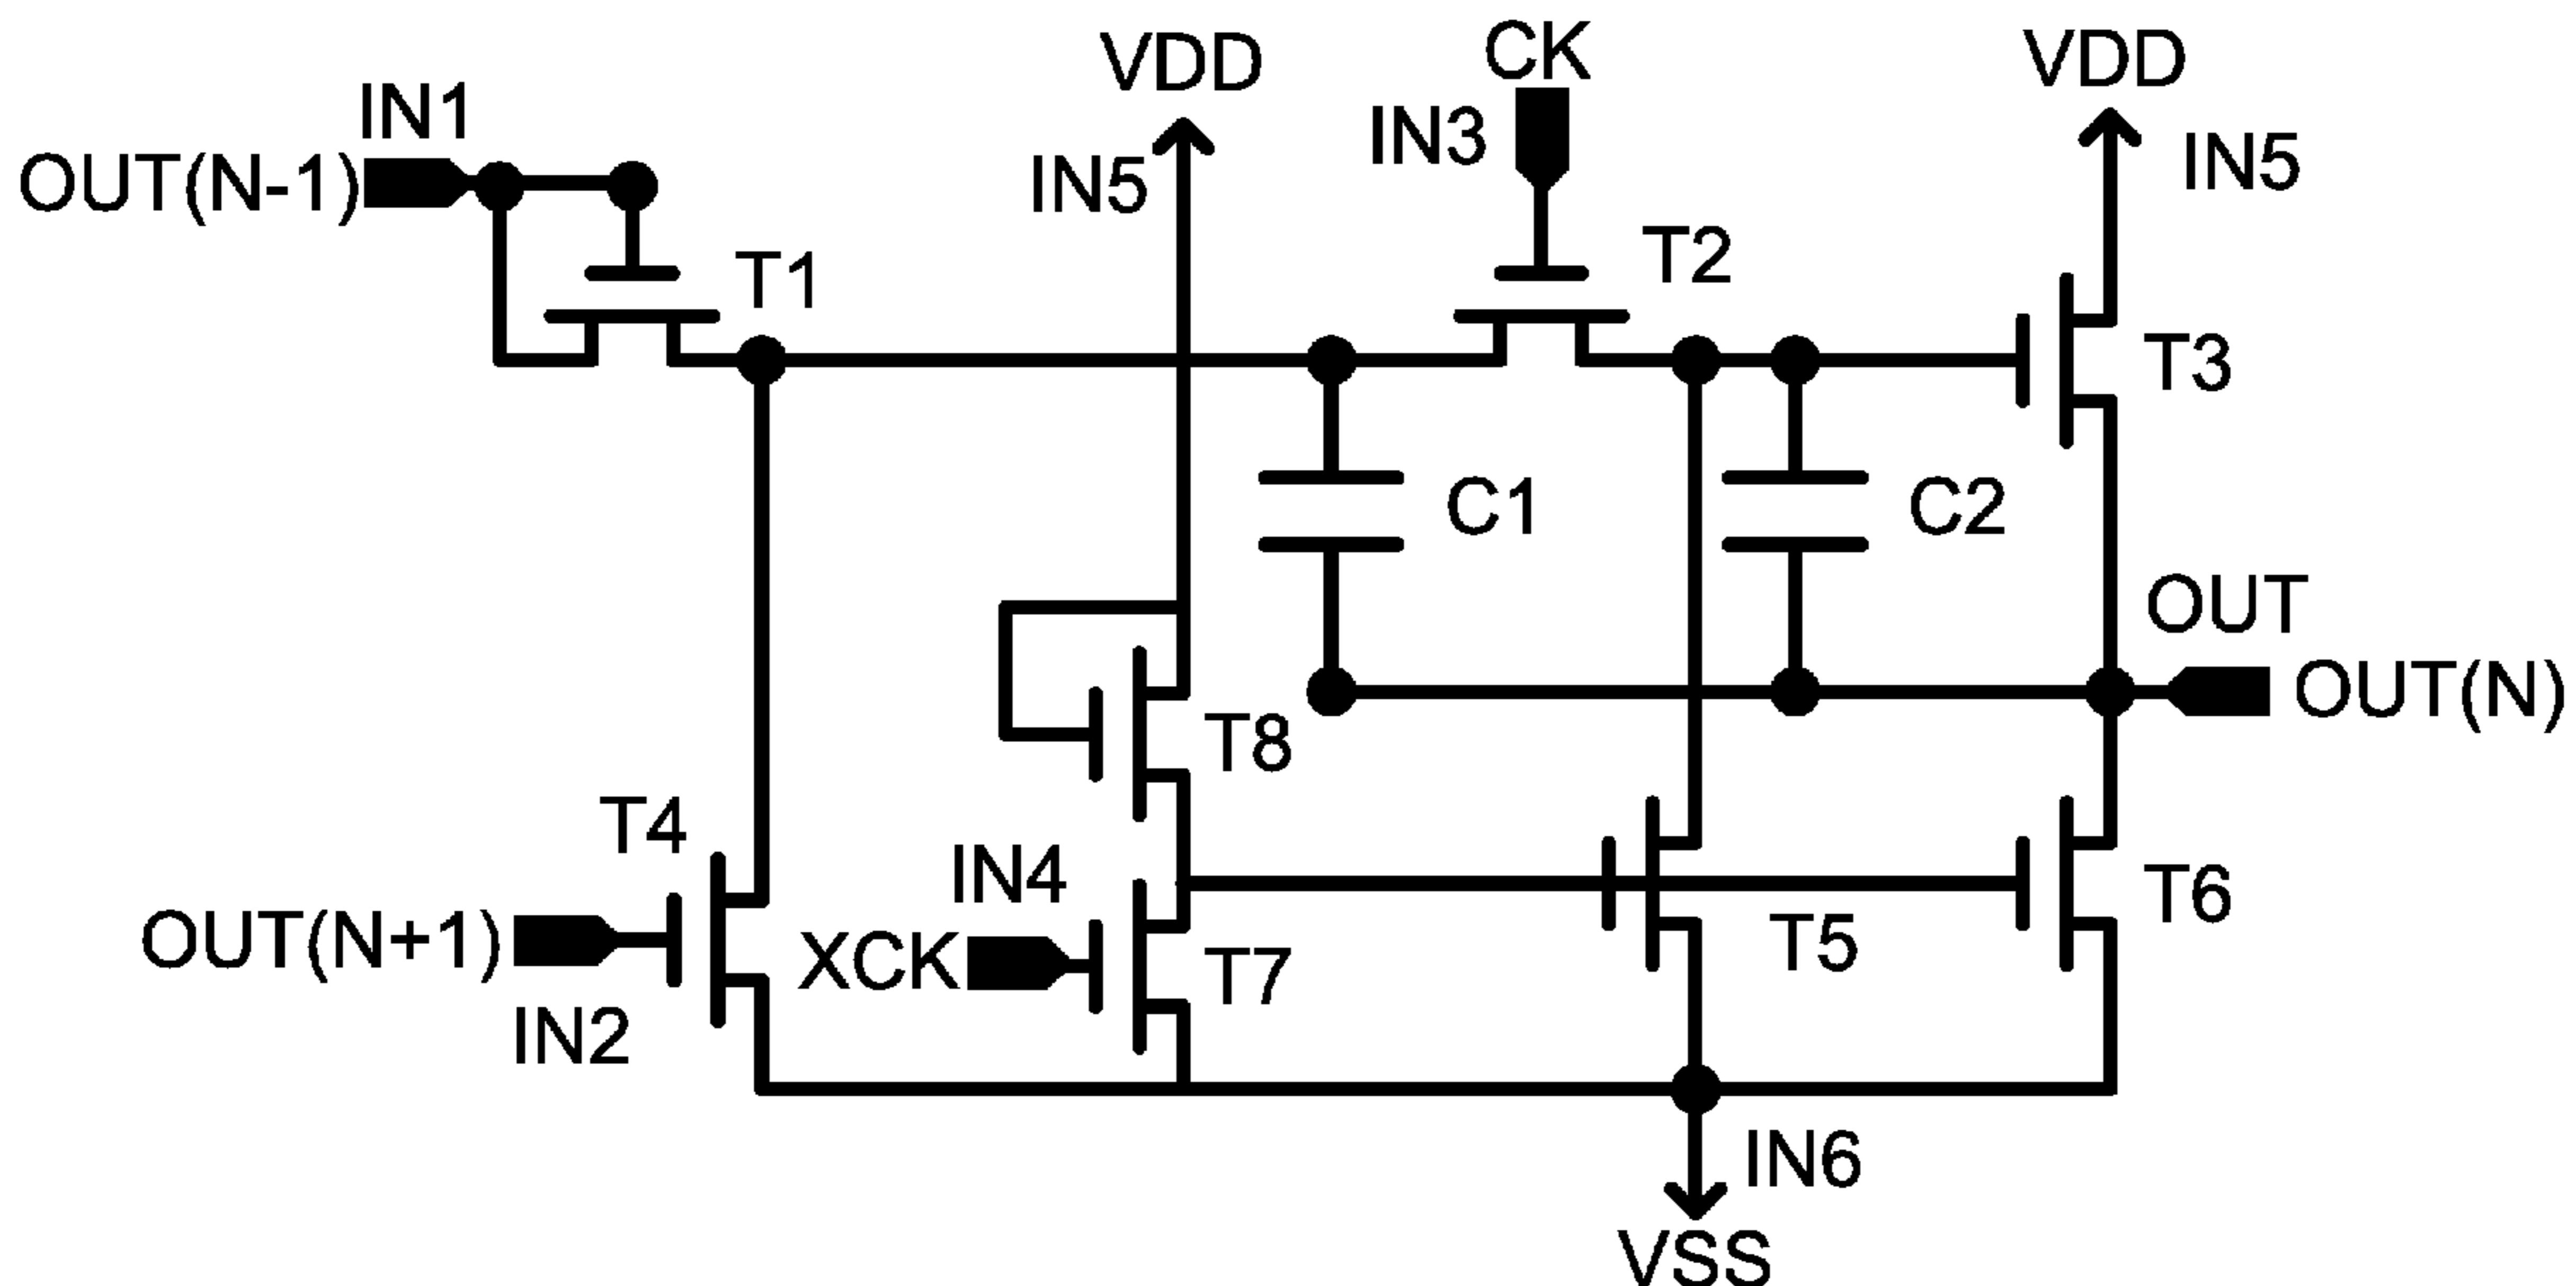 VDD
CK
VDD
IN1
IN3
IN5
IN5
OUT(N-1)
T1
T2
T3
C1
C2
OUT
OUT(N)
T8
T4
IN4
T6
OUT(N+1)
XCK
T7
T5
IN2
IN6
VSS